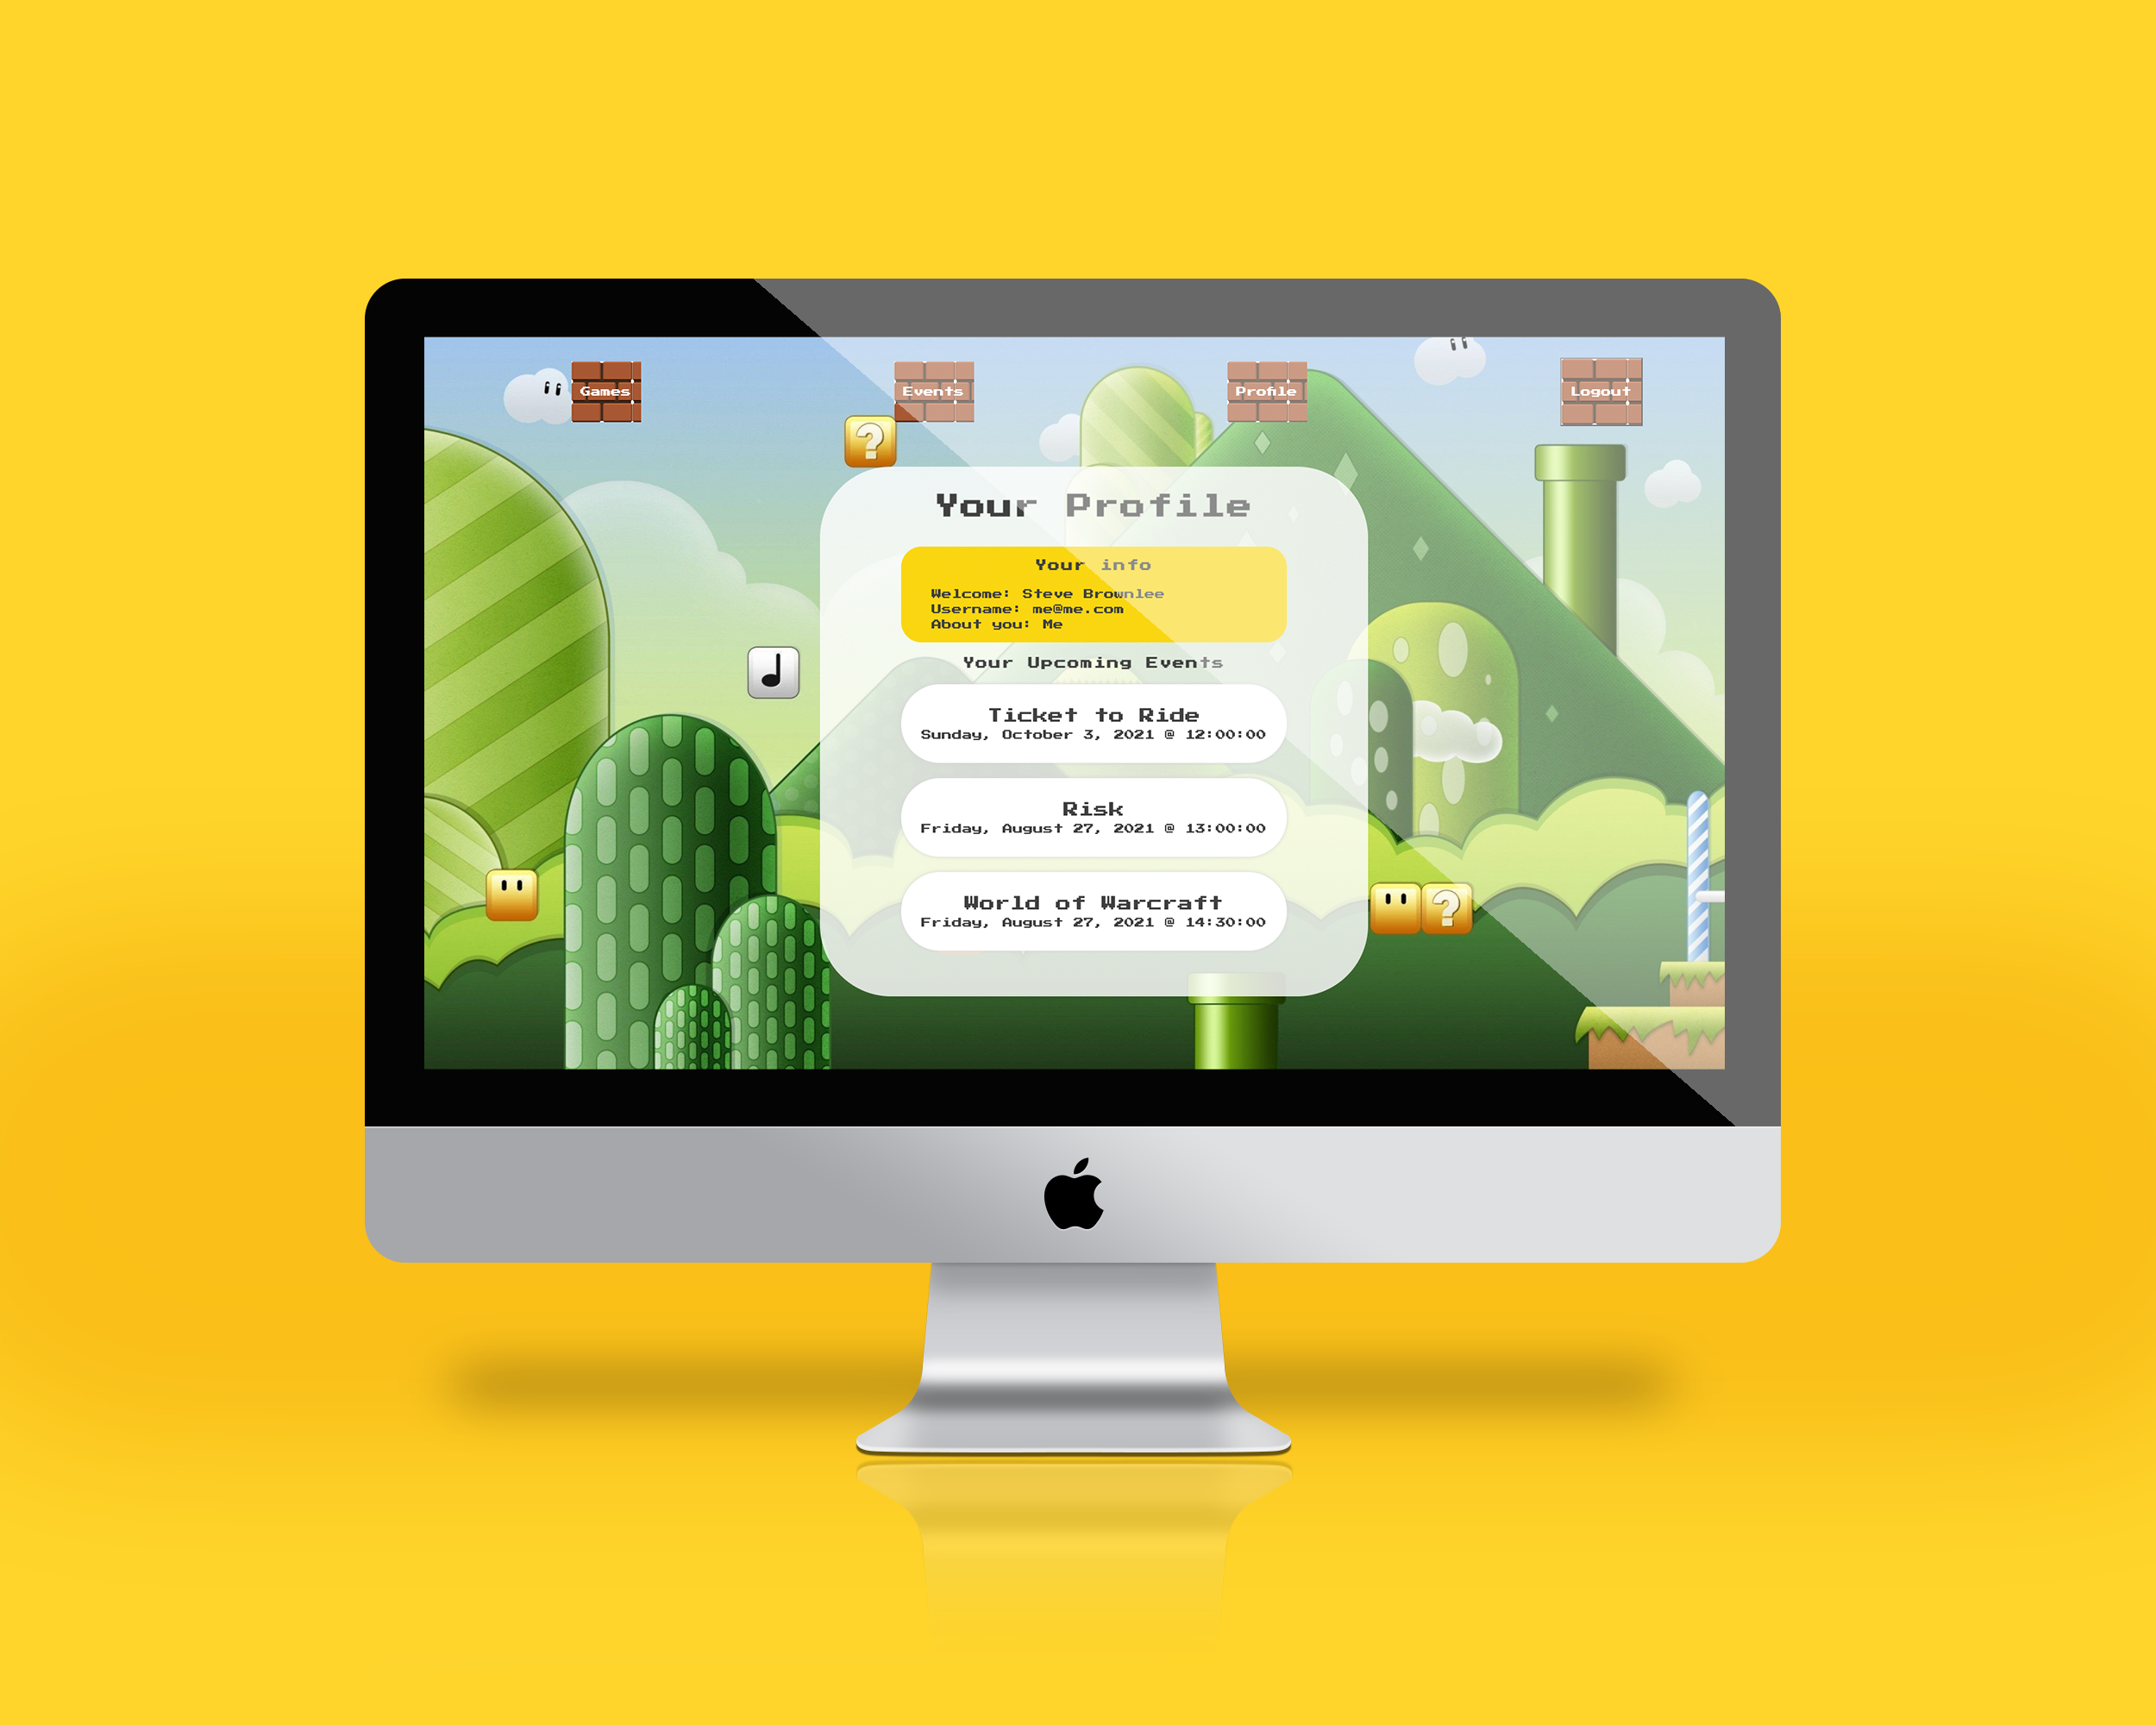 Games
Events
Profile
Logout
?
Your Profile
Your info
Welcome: Steve Brownlee
Username: me@me.com
About you: Me
Your Upcoming Events
Ticket to Ride
Sunday, October 3, 2021 @ 12:00:00
Risk
Friday, August 27, 2021 @ 13:00:00
World of Warcraft
Friday, August 27, 2021 @ 14:30:00
?